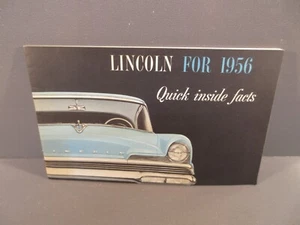 LINCOLN FOR 1956
Quick inside facts